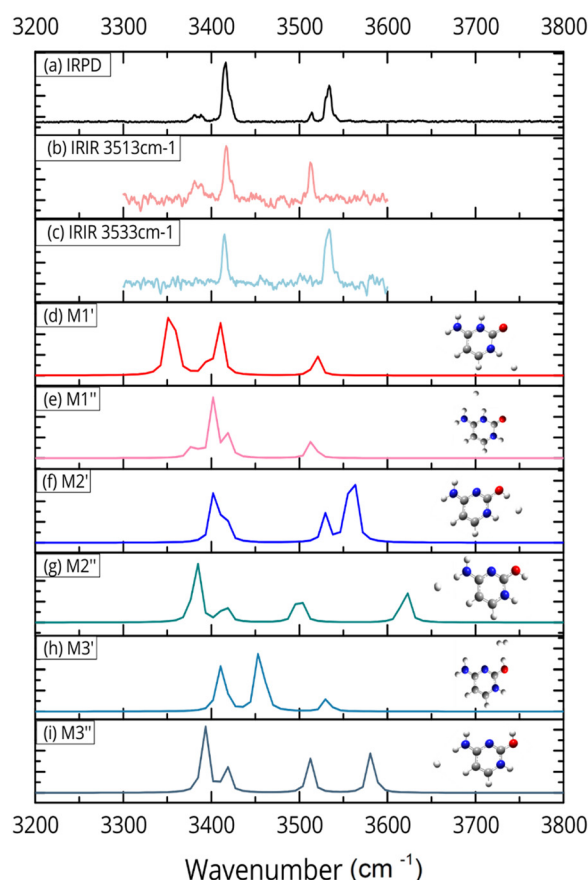 3200 3300 3400 3500 3600 3700 3800
(a) IRPD
(b) IRIR 3513cm-1
(c) IRIR 3533cm-1
(d) M1'
(e) M1''
(f) M2'
(g) M2''
(h) M3'
(i) M3''
3200 3300 3400 3500 3600 3700 3800
Wavenumber (cm -1)